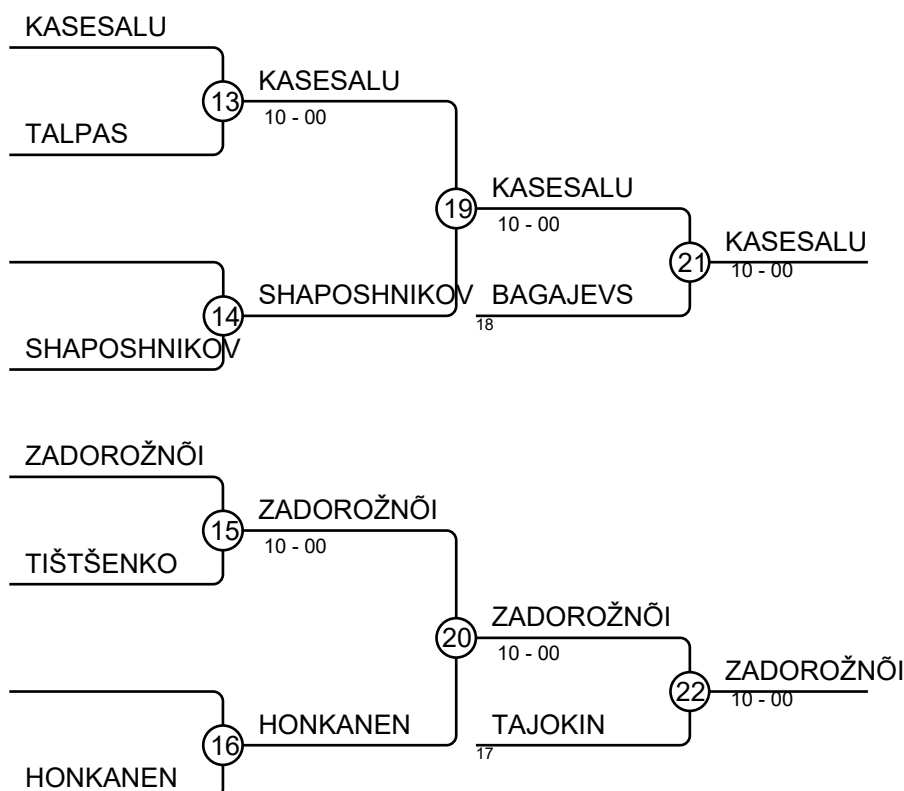 KASESALU
13
KASESALU
10 - 00
TALPAS
19
KASESALU
10 - 00
21
KASESALU
10 - 00
14
SHAPOSHNIKOV
BAGAJEVS
18
SHAPOSHNIKOV
ZADOROŽNÕI
15
ZADOROŽNÕI
10 - 00
TIŠTŠENKO
20
ZADOROŽNÕI
10 - 00
22
ZADOROŽNÕI
10 - 00
16
HONKANEN
TAJOKIN
17
HONKANEN